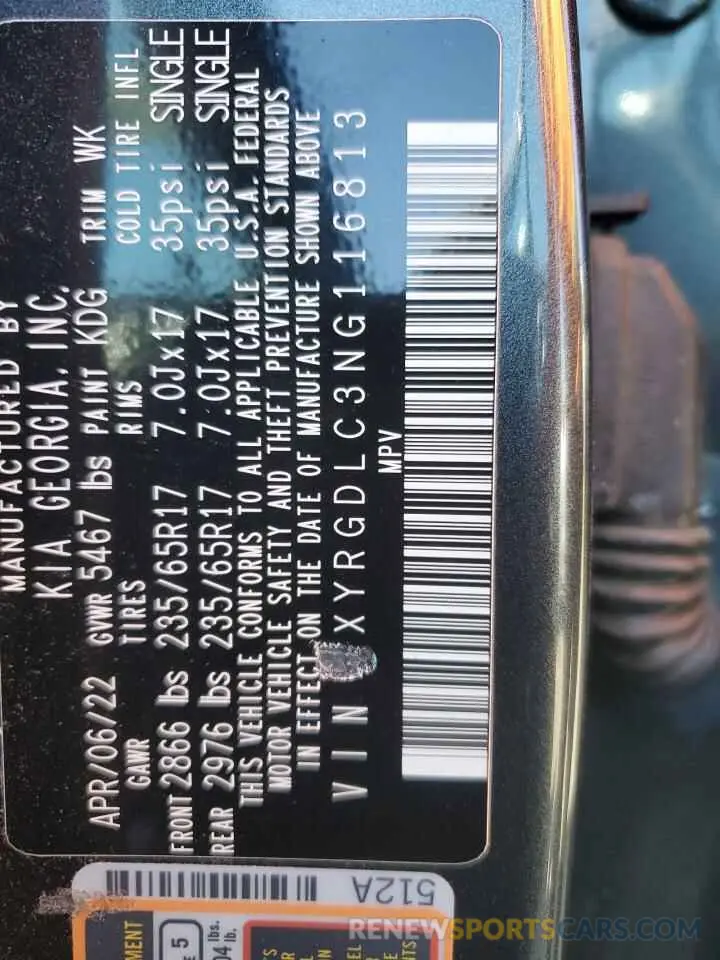 MANUFACTURED BY
KIA GEORGIA, INC.
APR/06/22 GVWR 5467 lbs PAINT KDG TRIM WK
GAWR TIRES RIMS COLD TIRE INFL
FRONT 2866 lbs 235/65R17 7.0Jx17 35psi SINGLE
REAR 2976 lbs 235/65R17 7.0Jx17 35psi SINGLE
THIS VEHICLE CONFORMS TO ALL APPLICABLE U.S.A. FEDERAL
MOTOR VEHICLE SAFETY AND THEFT PREVENTION STANDARDS
IN EFFECT ON THE DATE OF MANUFACTURE SHOWN ABOVE
VIN XYRGDLC3NG116813
MPV
512A
5
RENEWSPORTSCARS.COM